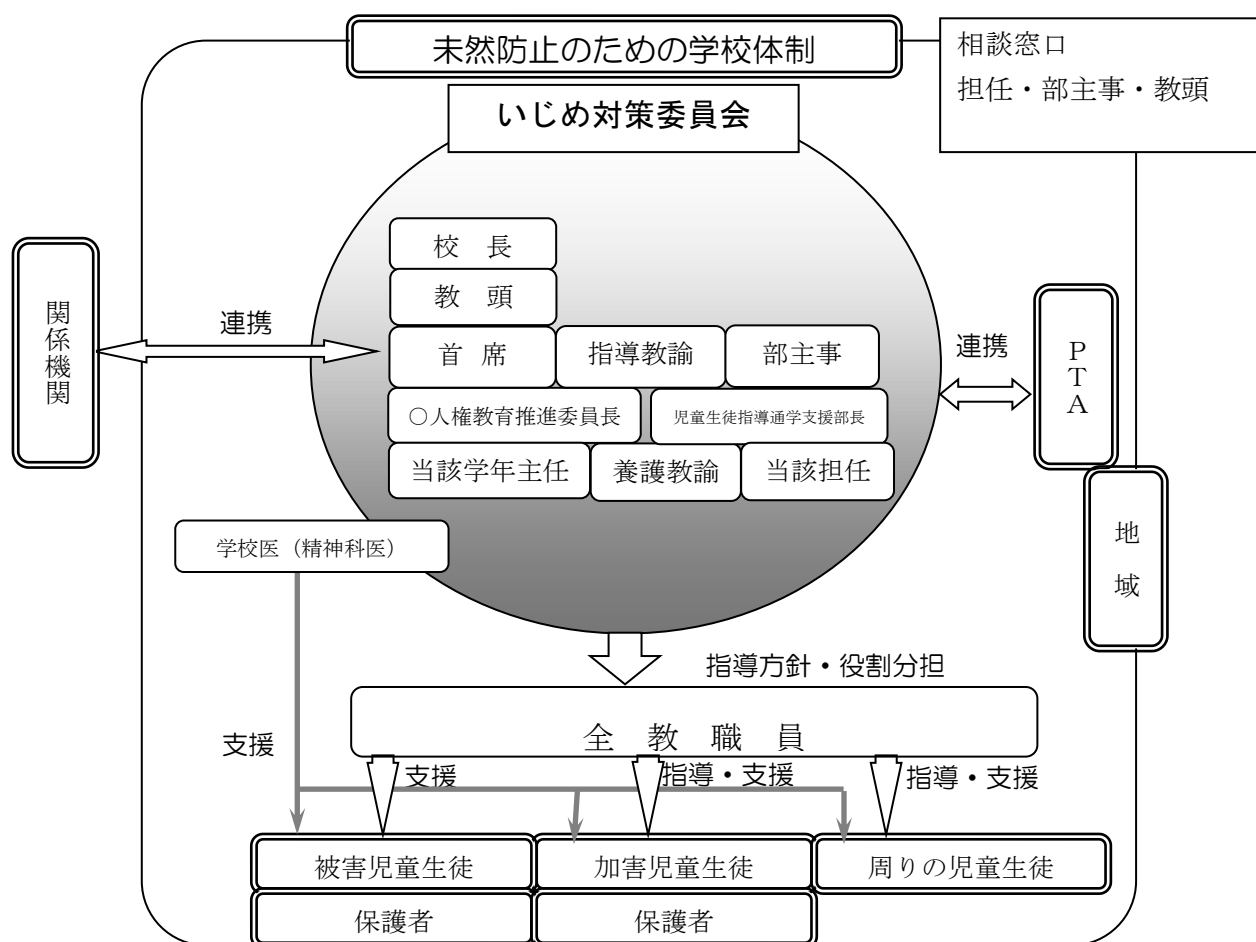 未然防止のための学校体制
相談窓口
担任・部主事・教頭
いじめ対策委員会
校　長
教　頭
首 席
指導教諭
部主事
〇人権教育推進委員長
児童生徒指導通学支援部長
当該学年主任
養護教諭
当該担任
関係機関
連携
連携
PTA
地域
学校医（精神科医）
指導方針・役割分担
全　教　職　員
支援
支援
指導・支援
指導・支援
被害児童生徒
加害児童生徒
周りの児童生徒
保護者
保護者